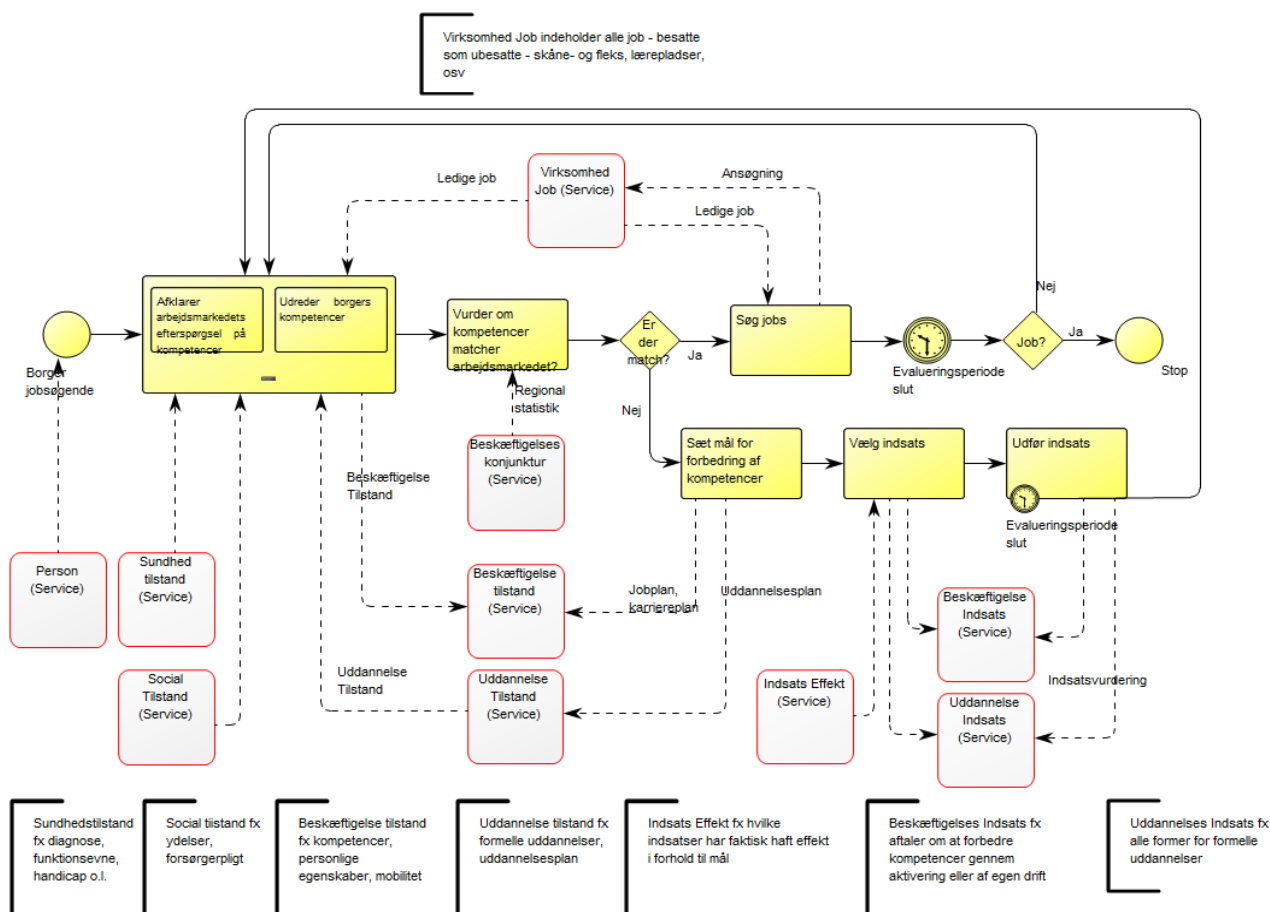 Virksomhed Job indeholder alle job - besatte
som ubesatte - skåne- og fleks, lærepladser,
osv
Virksomhed
Job (Service)
Ledige job
Ansøgning
Ledige job
Afklarer
arbejdsmarkedets
efterspørgsel på
kompetencer
Udreder borgers
kompetencer
Vurder om
kompetencer
matcher
arbejdsmarkedet?
Er
der
match?
Ja
Nej
Søg jobs
Evalueringsperiode
slut
Job?
Nej
Ja
Stop
Borger
jobsøgende
Regional
statistik
Beskæftigelses
konjunktur
(Service)
Sæt mål for
forbedring af
kompetencer
Vælg indsats
Udfør indsats
Evalueringsperiode
slut
Beskæftigelse
Tilstand
Person
(Service)
Sundhed
tilstand
(Service)
Beskæftigelse
tilstand
(Service)
Jobplan,
karriereplan
Uddannelsesplan
Beskæftigelse
Indsats
(Service)
Social
Tilstand
(Service)
Uddannelse
Tilstand
Uddannelse
Tilstand
(Service)
Indsats Effekt
(Service)
Indsatsvurdering
Uddannelse
Indsats
(Service)
Sundhedstilstand
fx diagnose,
funktionsevne,
handicap o.l.
Social tilstand fx
ydelser,
forsørgerpligt
Beskæftigelse tilstand
fx kompetencer,
personlige
egenskaber, mobilitet
Uddannelse tilstand fx
formelle uddannelser,
uddannelsesplan
Indsats Effekt fx hvilke
indsatser har faktisk haft effekt
i forhold til mål
Beskæftigelses Indsats fx
aftaler om at forbedre
kompetencer gennem
aktivering eller af egen drift
Uddannelses Indsats fx
alle former for formelle
uddannelser